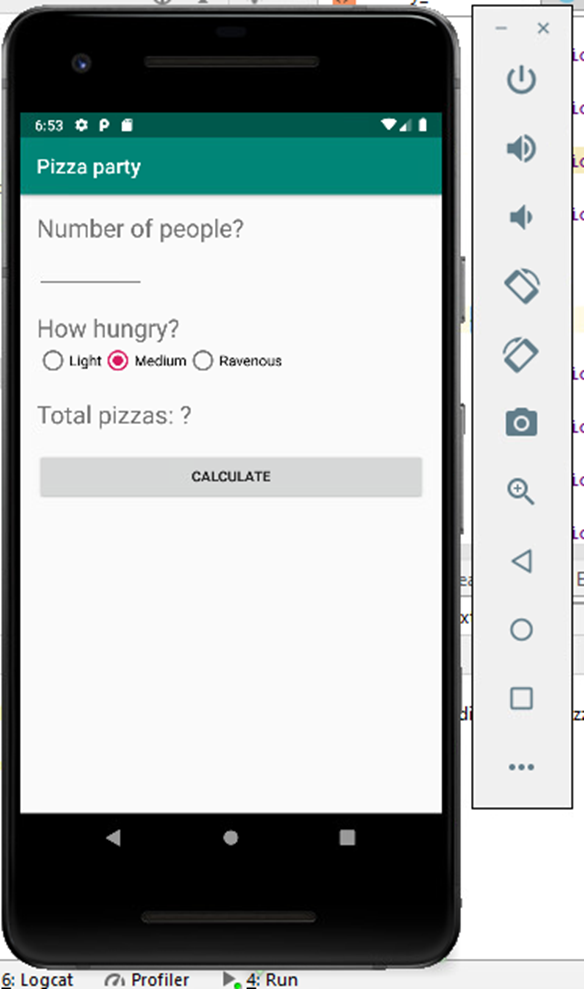 6:53
Pizza party
Number of people?
How hungry?
Light Medium Ravenous
Total pizzas: ?
CALCULATE
6: Logcat Profiler 4: Run